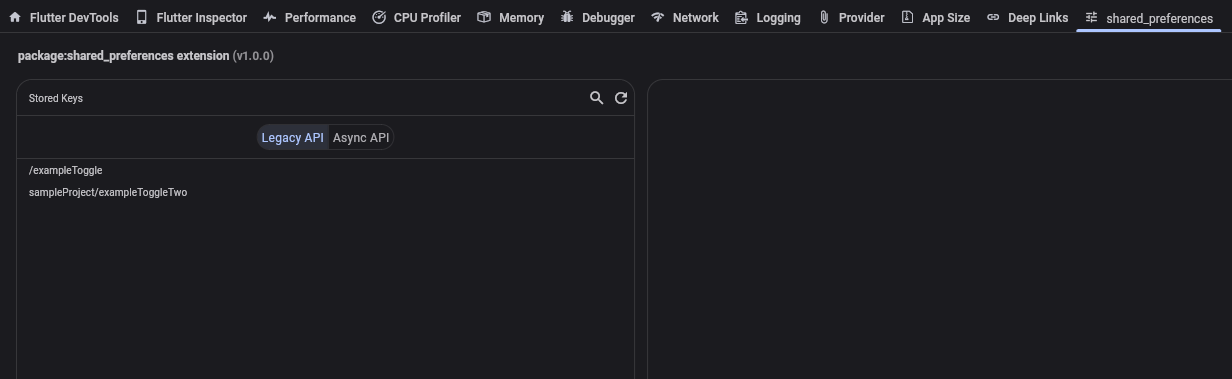 Flutter DevTools Flutter Inspector Performance CPU Profiler Memory Debugger Network Logging Provider App Size Deep Links shared_preferences
package:shared_preferences extension (v1.0.0)
Stored Keys
Legacy API Async API
/exampleToggle
sampleProject/exampleToggleTwo